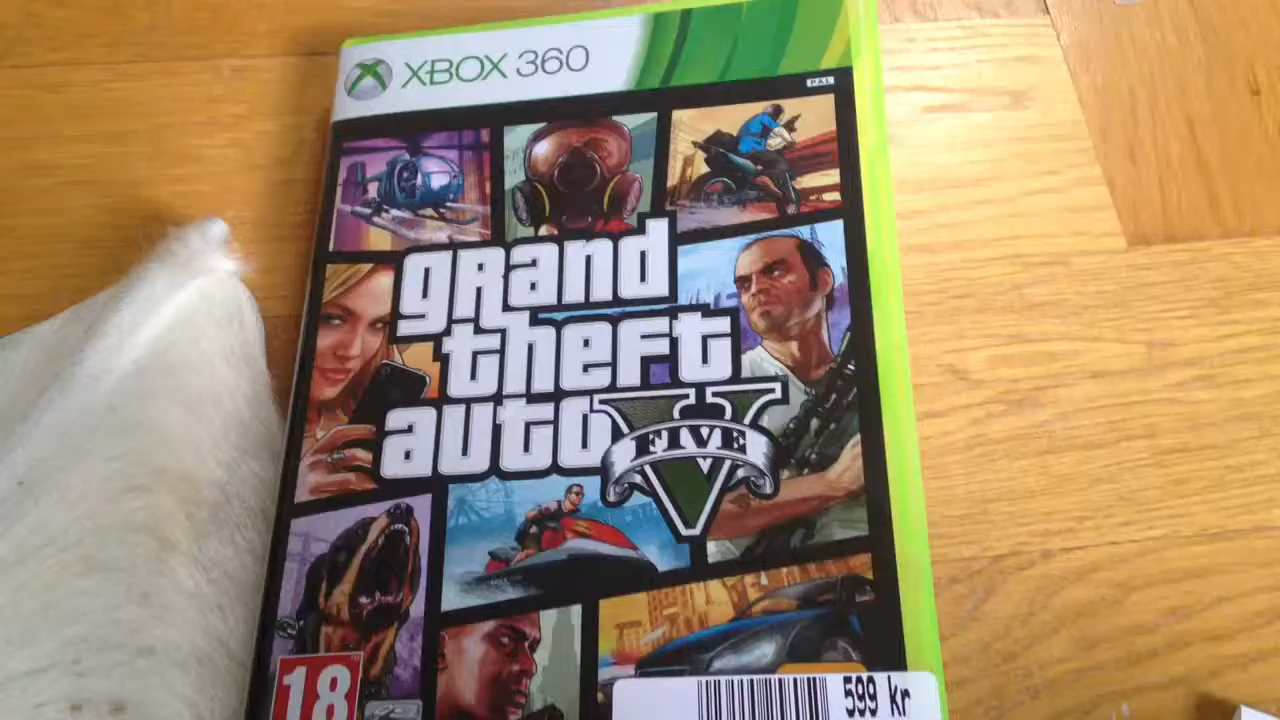 XBOX 360
PAL
grand
theft
auto V
FIVE
18
599 kr